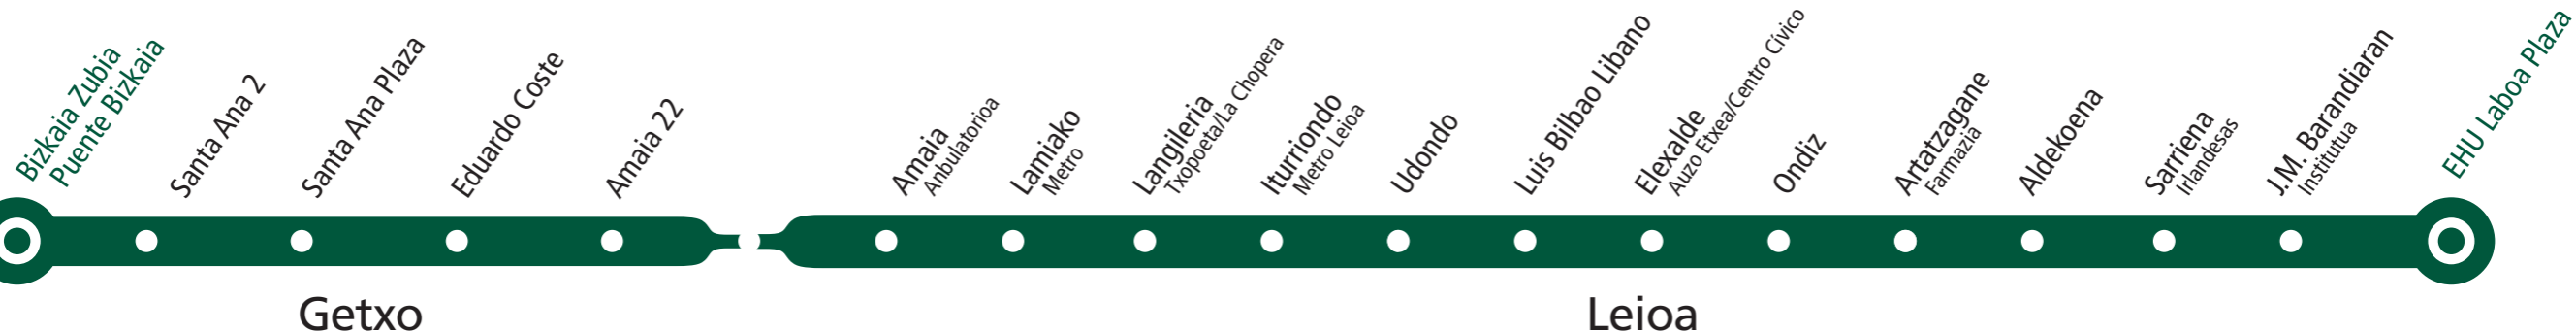 Bizkaia Zubia
Puente Bizkaia
Santa Ana 2
Santa Ana Plaza
Eduardo Coste
Amaia 22
Amaia
Anbulatorioa
Lamiako
Metro
Langileria
Txopoeta/La Chopera
Iturriondo
Metro Leioa
Udondo
Luis Bilbao Libano
Elexalde
Auzo Etxea/Centro Cívico
Ondiz
Artatzagane
Farmazia
Aldekoena
Sarriena
Irlandesas
J.M. Barandiaran
Institutua
EHU Laboa Plaza
Getxo
Leioa